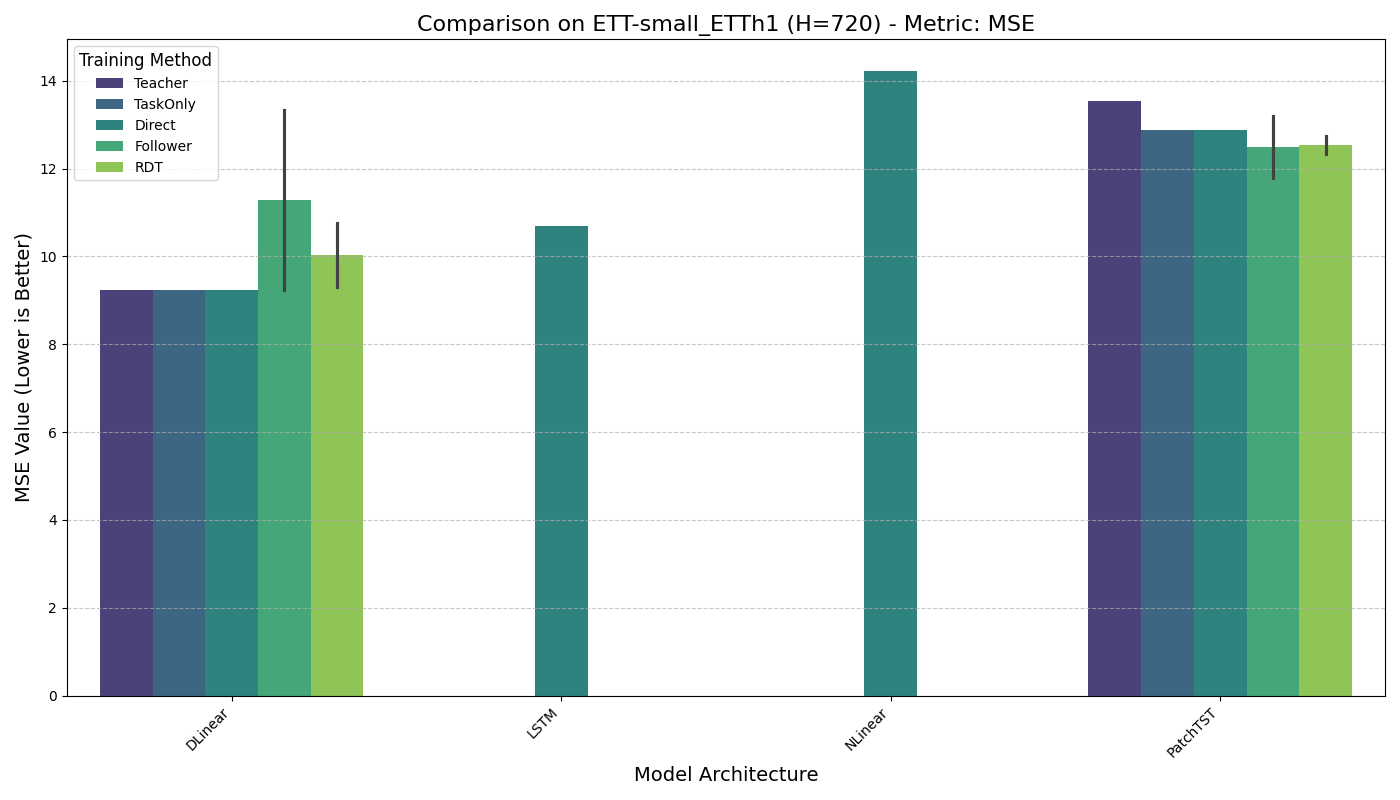 Comparison on ETT-small_ETTh1 (H=720) - Metric: MSE
Training Method
Teacher
TaskOnly
Direct
Follower
RDT
MSE Value (Lower is Better)
14
12
10
8
6
4
2
0
DLinear
LSTM
NLinear
PatchTST
Model Architecture